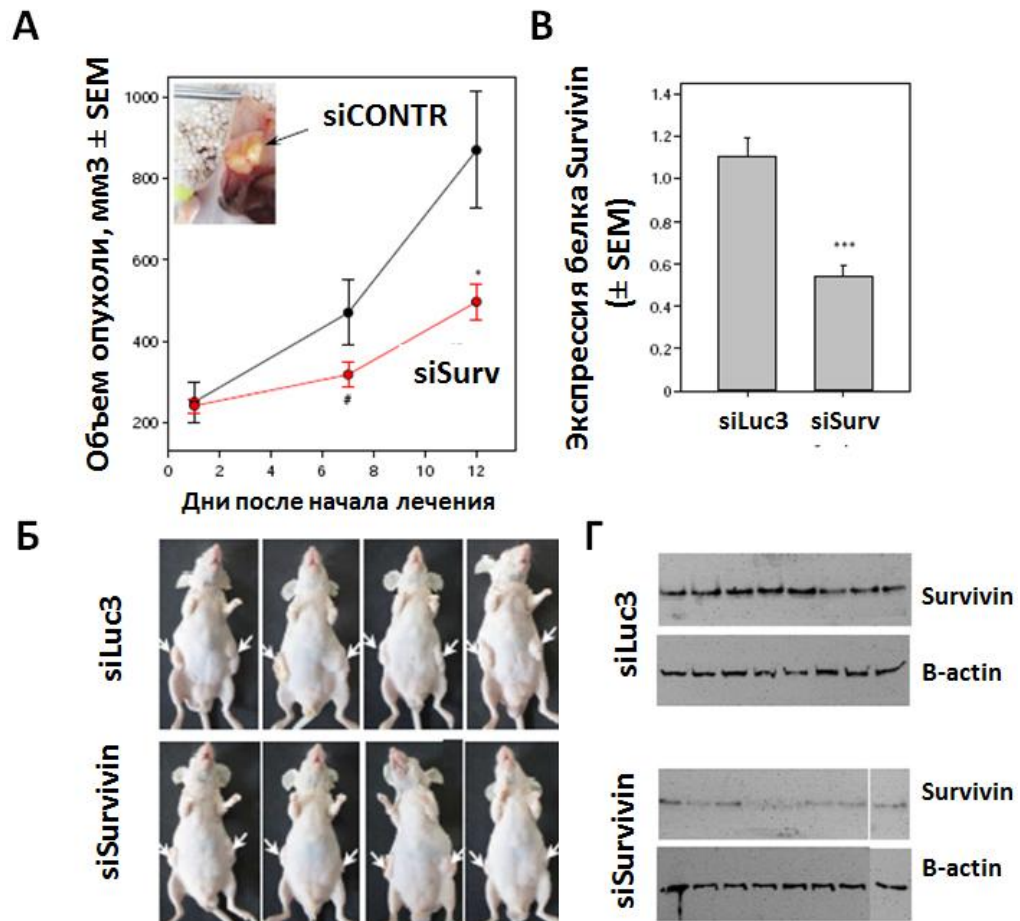 А
Объем опухоли, мм3 ± SEM
1000
800
600
400
200
siCONTR
siSurv
*
#
0 2 4 6 8 10 12
Дни после начала лечения
В
Экспрессия белка Survivin
(± SEM)
1.4
1.2
1.0
0.8
0.6
0.4
0.2
0
***
siLuc3 siSurv
Б
siLuc3
siSurvivin
Г
siLuc3
Survivin
B-actin
siSurvivin
Survivin
B-actin